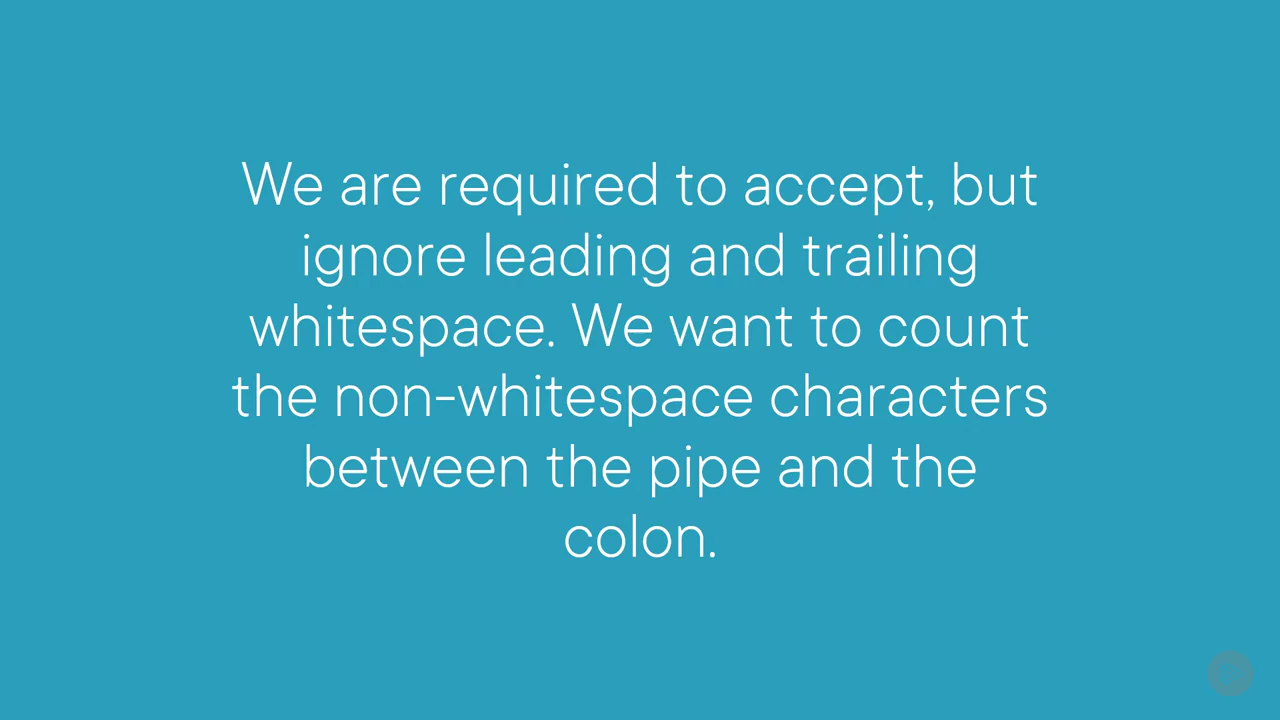 We are required to accept, but
ignore leading and trailing
whitespace. We want to count
the non-whitespace characters
between the pipe and the
colon.